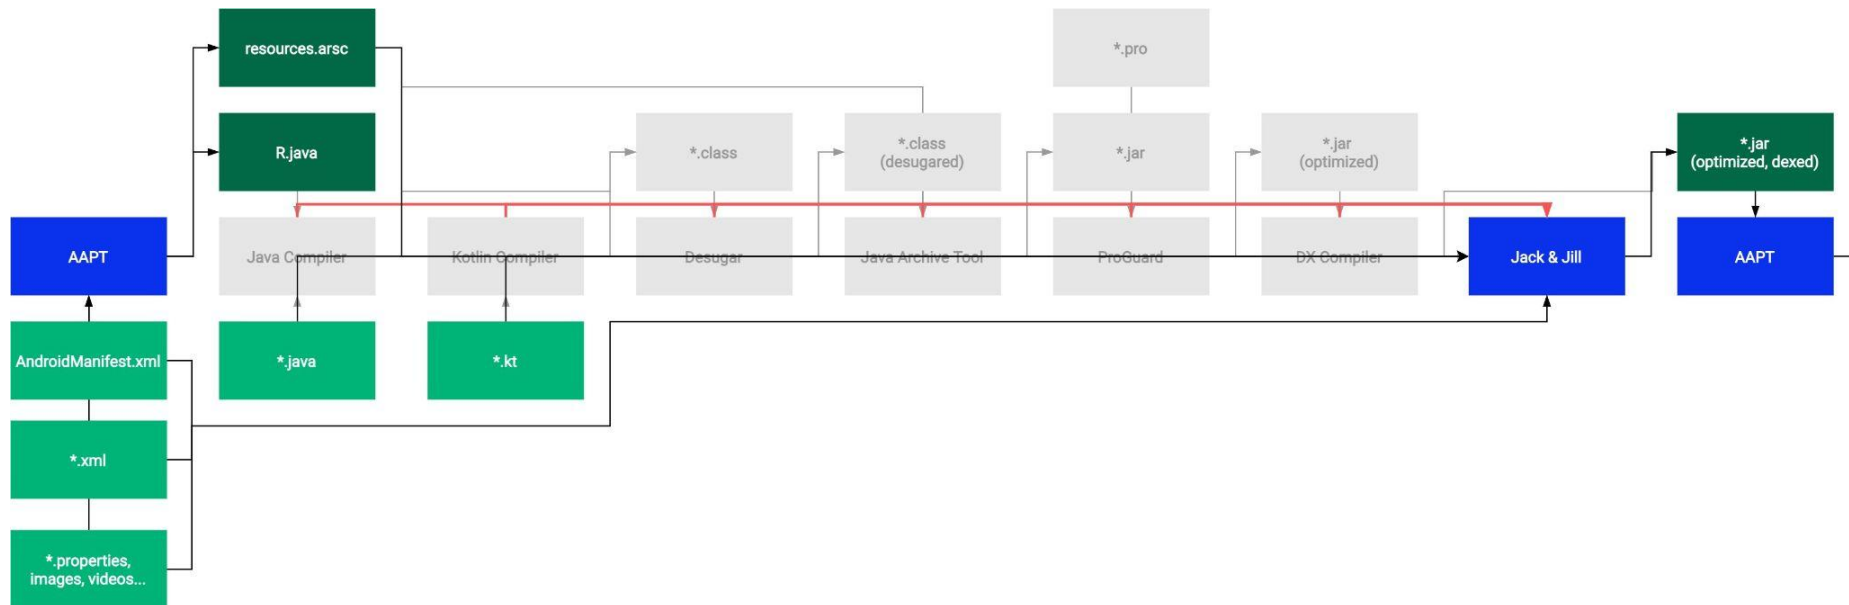 resources.arsc
*.pro
R.java
*.class
*.class
(desugared)
*.jar
*.jar
(optimized)
*.jar
(optimized, dexed)
AAPT
Java Compiler
Kotlin Compiler
Desugar
Java Archive Tool
ProGuard
DX Compiler
Jack & Jill
AAPT
AndroidManifest.xml
*.java
*.kt
*.xml
*.properties,
images, videos...